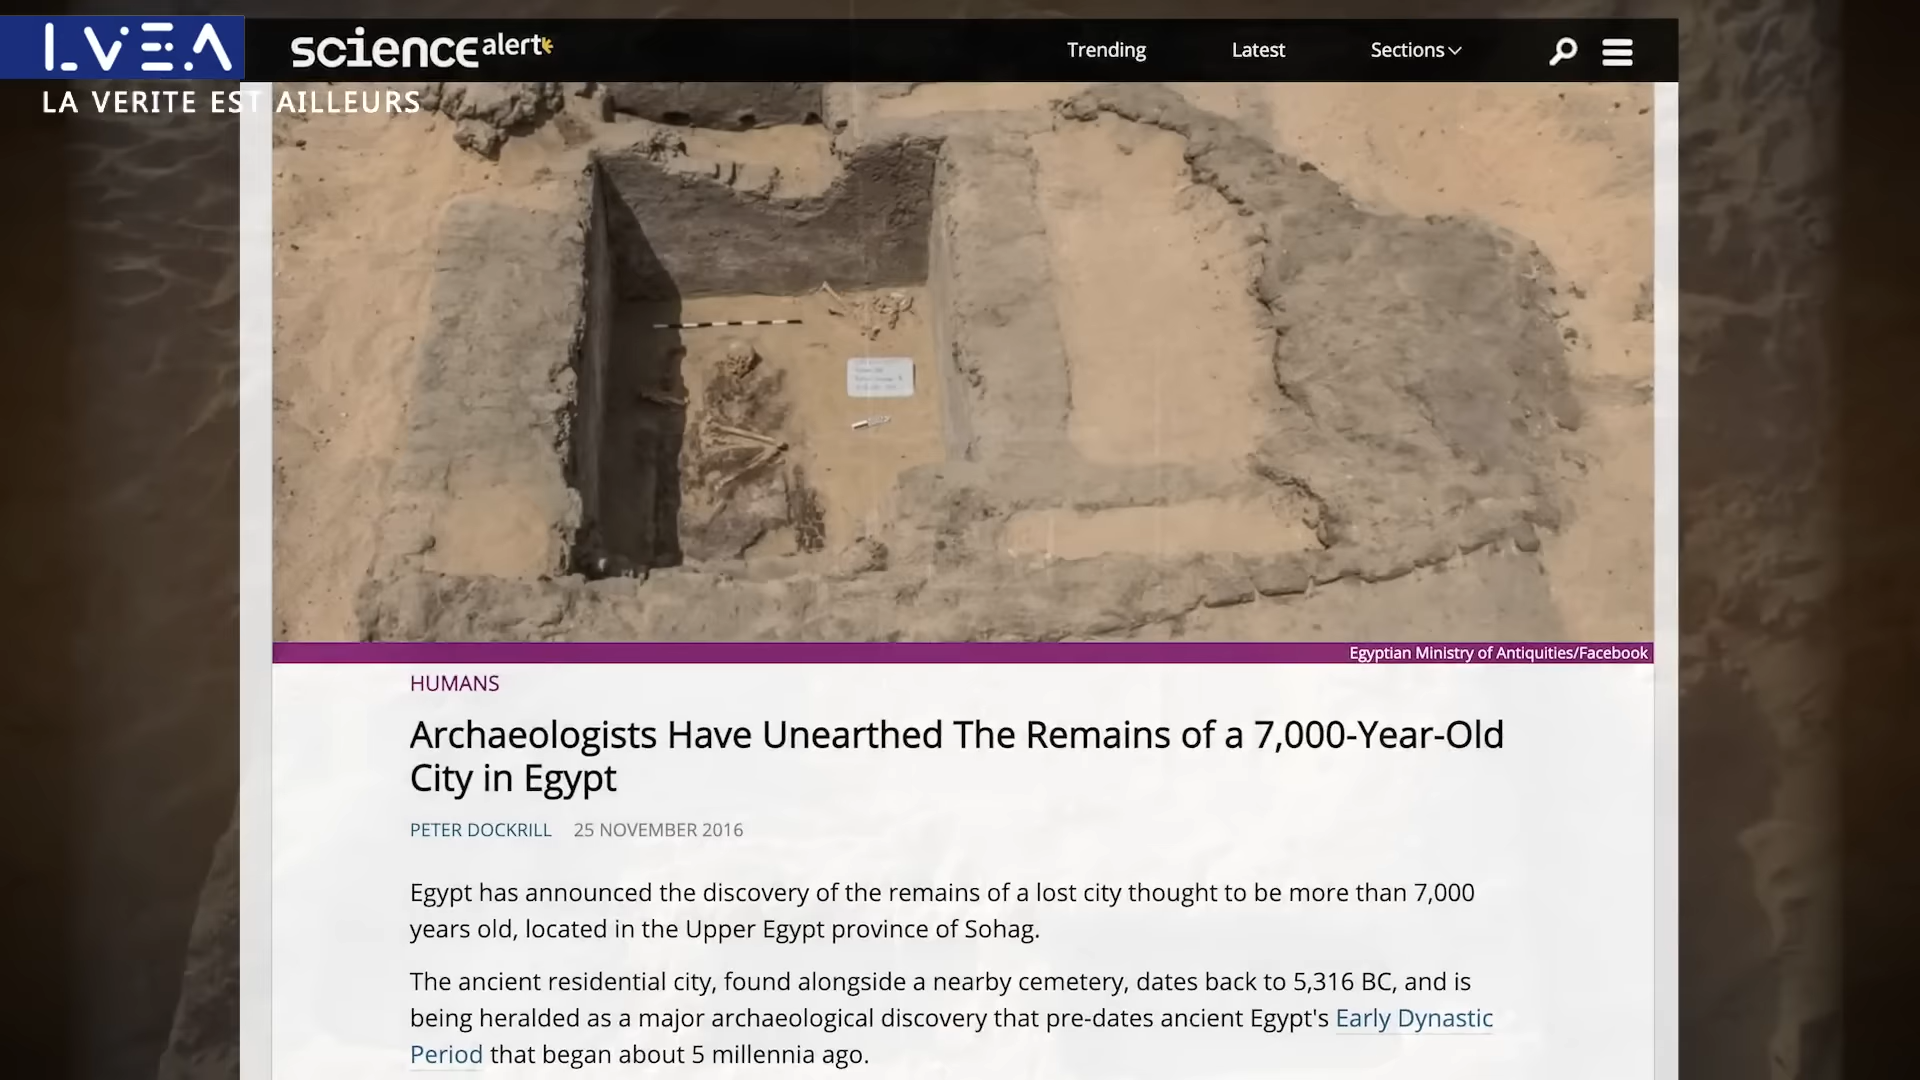 LVEA
LA VERITE EST AILLEURS
science alert
Trending
Latest
Sections
Egyptian Ministry of Antiquities/Facebook
HUMANS
Archaeologists Have Unearthed The Remains of a 7,000-Year-Old
City in Egypt
PETER DOCKRILL 25 NOVEMBER 2016
Egypt has announced the discovery of the remains of a lost city thought to be more than 7,000
years old, located in the Upper Egypt province of Sohag.
The ancient residential city, found alongside a nearby cemetery, dates back to 5,316 BC, and is
being heralded as a major archaeological discovery that pre-dates ancient Egypt's Early Dynastic
Period that began about 5 millennia ago.